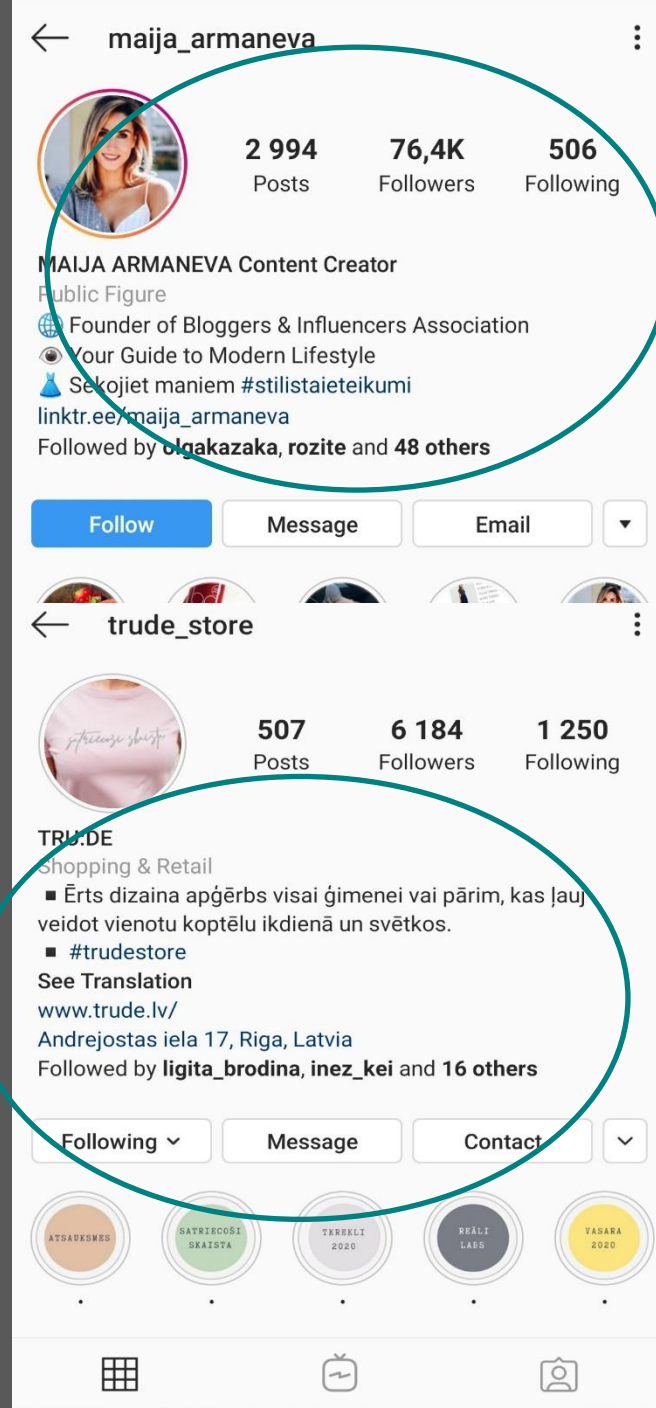 maija_armaneva
2 994 76,4K 506
Posts Followers Following
MAIJA ARMANEVA Content Creator
Public Figure
🌐 Founder of Bloggers & Influencers Association
👁 Your Guide to Modern Lifestyle
👗 Sekojiet maniem #stilistaieteikumi
linktr.ee/maija_armaneva
Followed by olgakazaka, rozite and 48 others
Follow Message Email
trude_store
satriecoši skaista
507 6 184 1 250
Posts Followers Following
TRU:DE
Shopping & Retail
▪ Ērts dizaina apģērbs visai ģimenei vai pārim, kas ļauj
veidot vienotu koptēlu ikdienā un svētkos.
▪ #trudestore
See Translation
www.trude.lv/
Andrejostas iela 17, Riga, Latvia
Followed by ligita_brodina, inez_kei and 16 others
Following Message Contact
ATSAUKSMES
SATRIECOŠI
SKAISTA
TKREKLI
2020
REĀLI
LABS
VASARA
2020